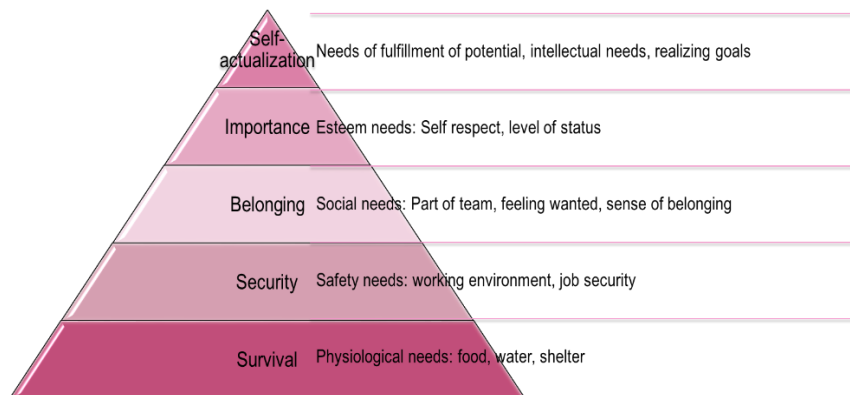 Self-
actualization
Needs of fulfillment of potential, intellectual needs, realizing goals
Importance
Esteem needs: Self respect, level of status
Belonging
Social needs: Part of team, feeling wanted, sense of belonging
Security
Safety needs: working environment, job security
Survival
Physiological needs: food, water, shelter